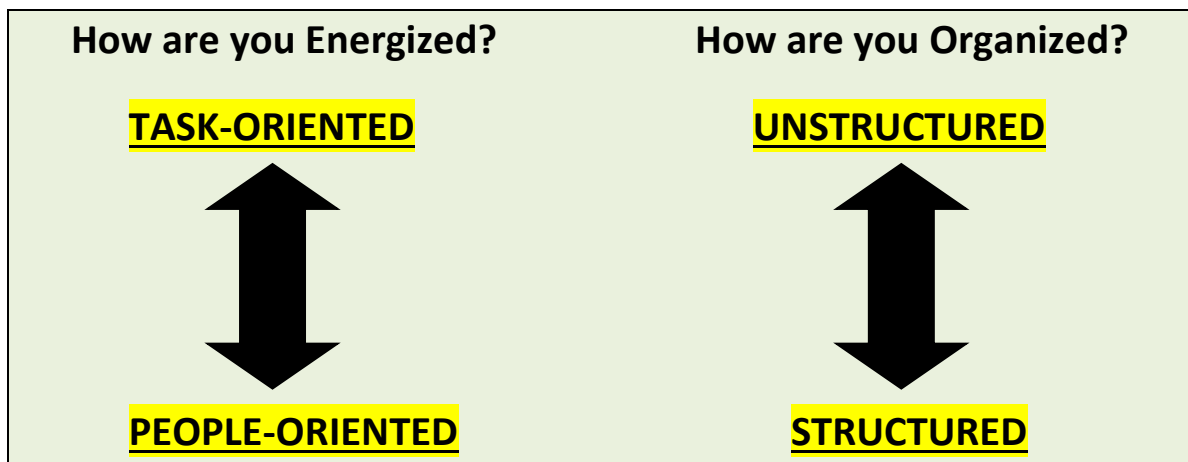 How are you Energized?
TASK-ORIENTED
PEOPLE-ORIENTED
How are you Organized?
UNSTRUCTURED
STRUCTURED